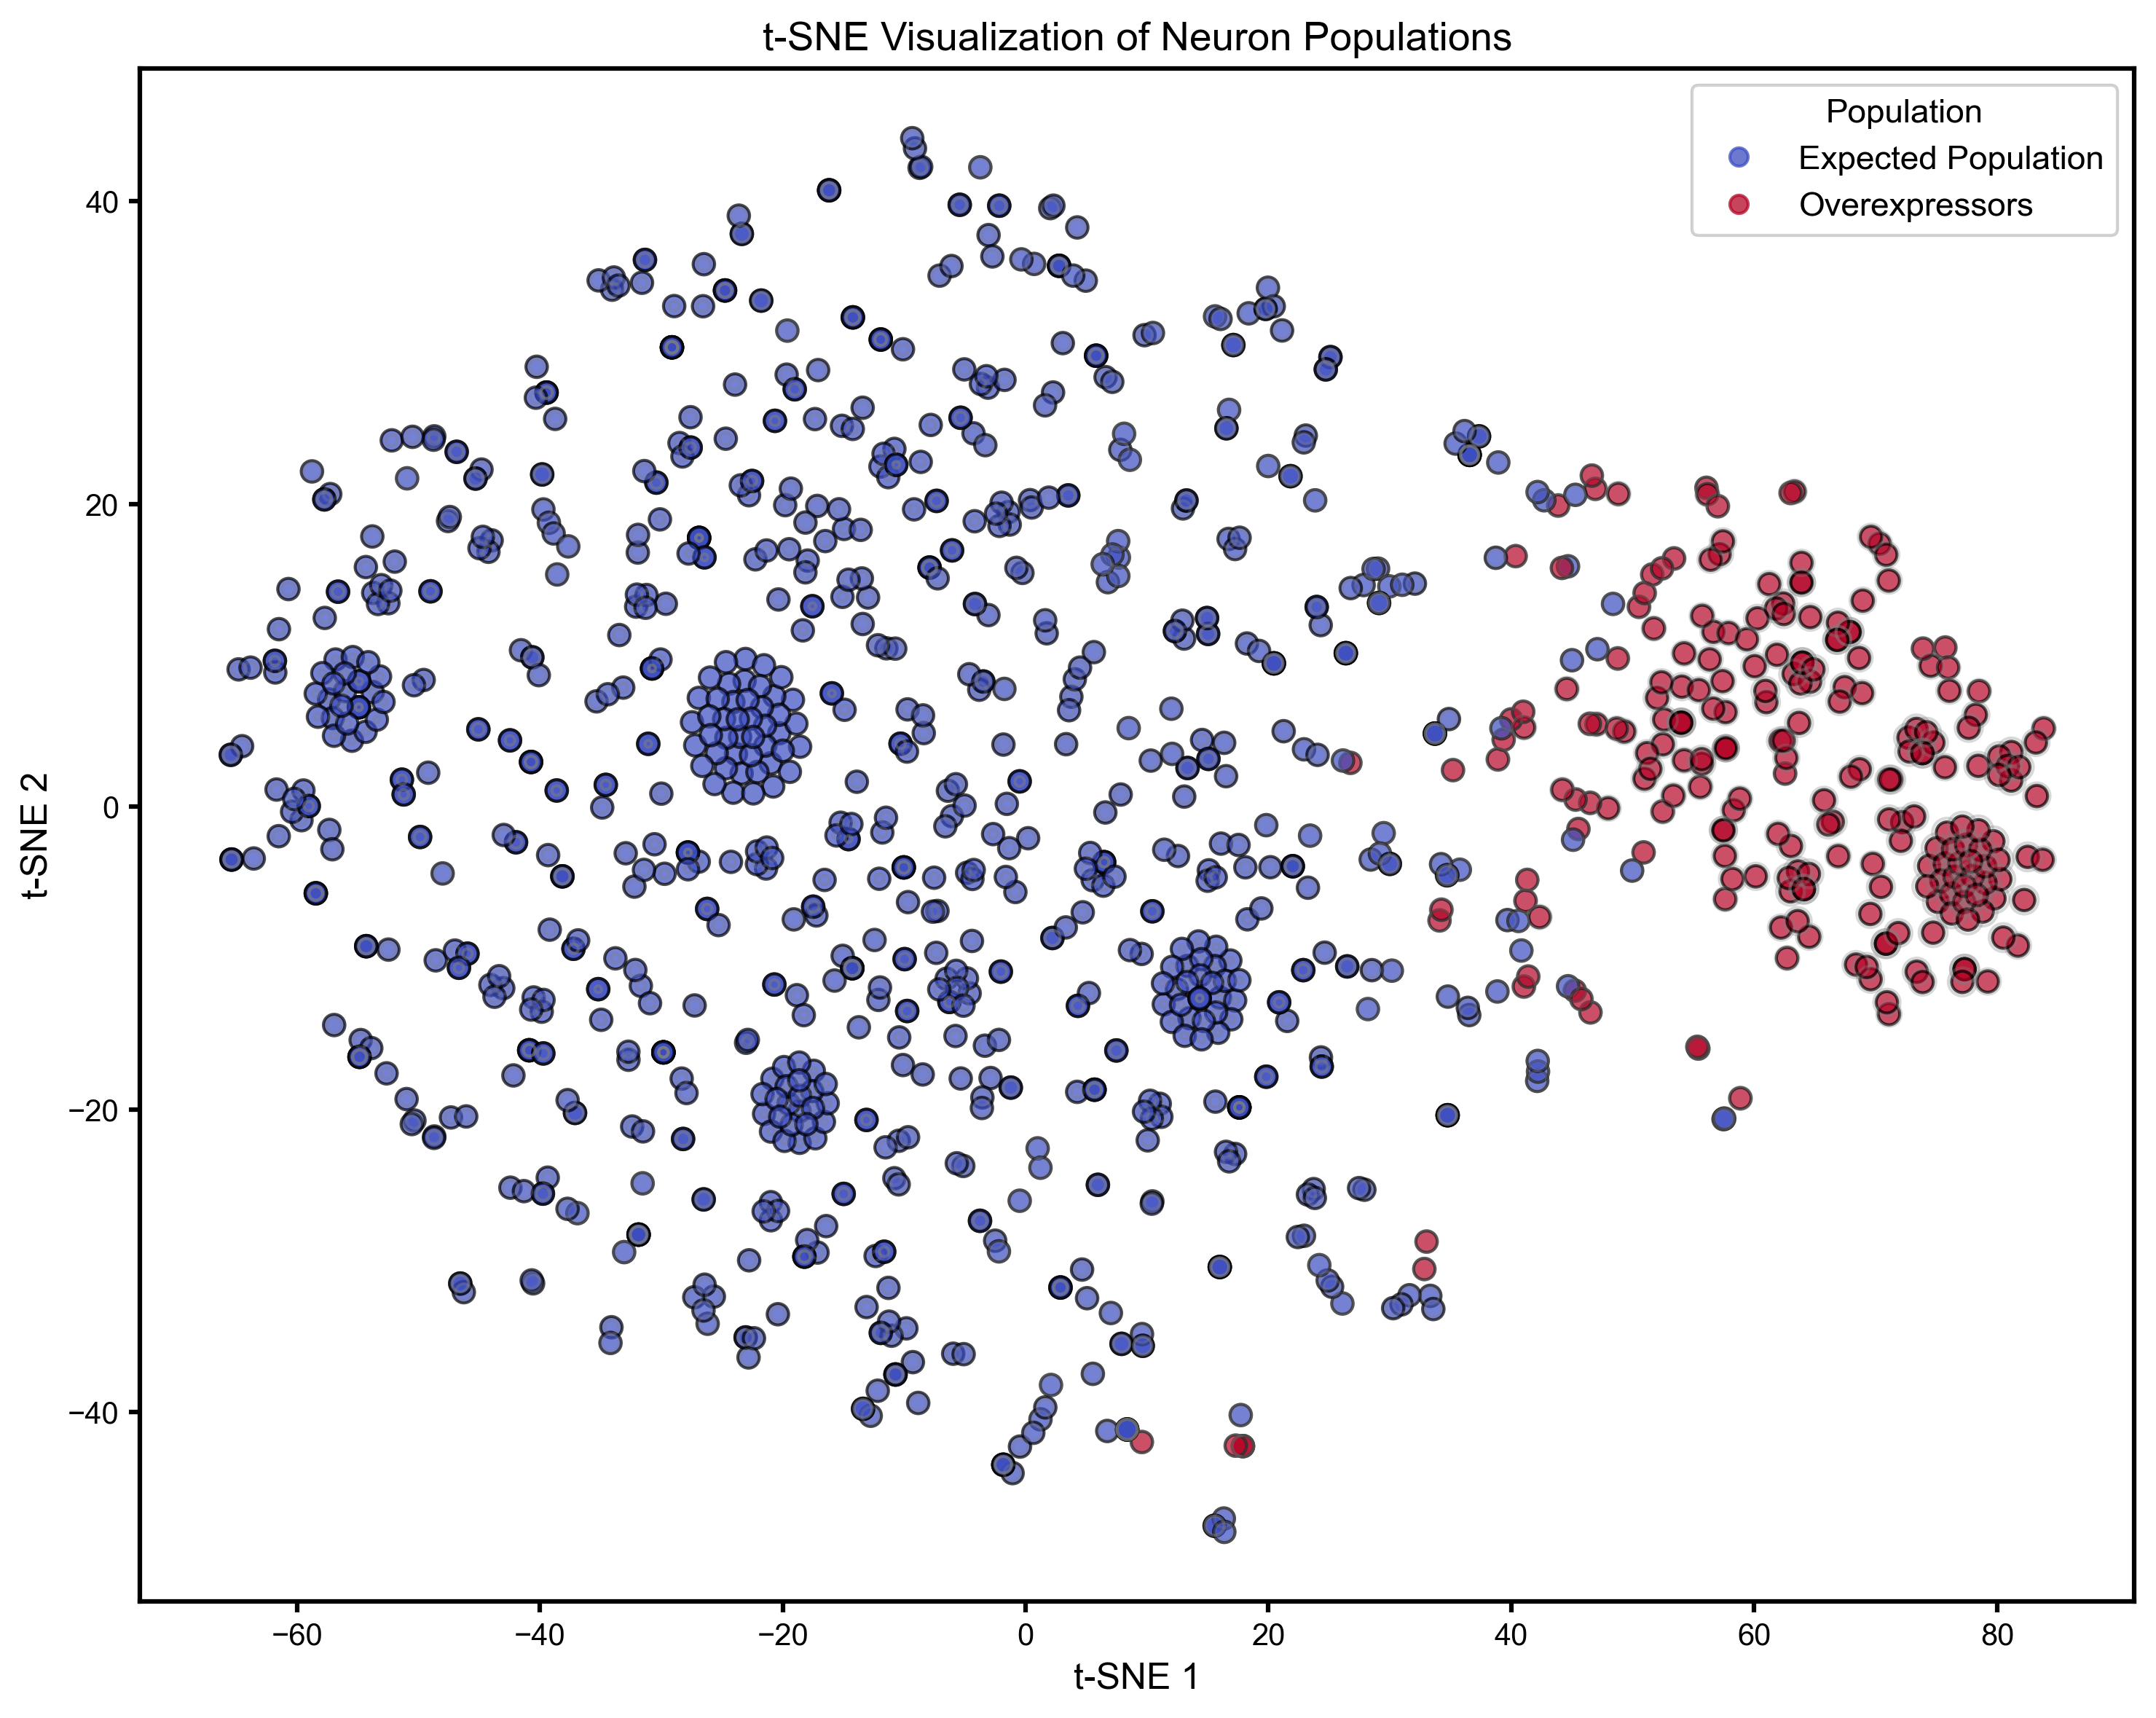 t-SNE Visualization of Neuron Populations
Population
Expected Population
Overexpressors
40
20
0
−20
−40
t-SNE 2
−60
−40
−20
0
20
40
60
80
t-SNE 1